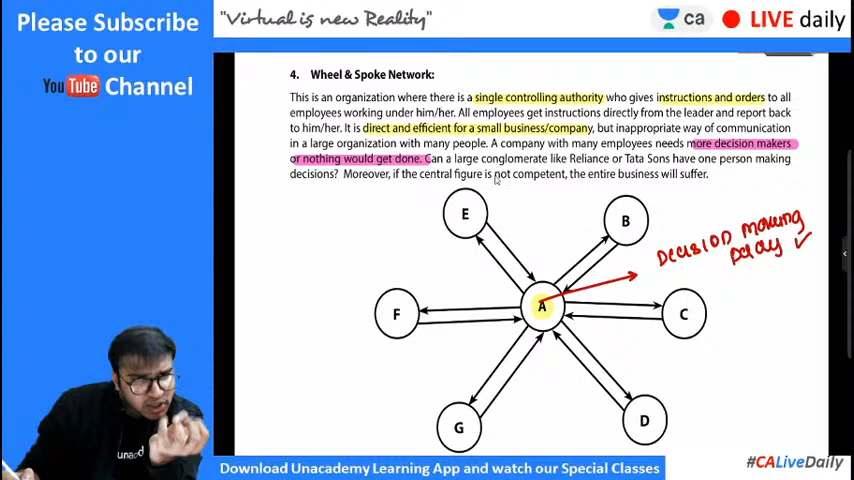 Please Subscribe
to our
YouTube Channel
"Virtual is new Reality"
ca
LIVE daily
4. Wheel & Spoke Network:
This is an organization where there is a single controlling authority who gives instructions and orders to all
employees working under him/her. All employees get instructions directly from the leader and report back
to him/her. It is direct and efficient for a small business/company, but inappropriate way of communication
in a large organization with many people. A company with many employees needs more decision makers
or nothing would get done. Can a large conglomerate like Reliance or Tata Sons have one person making
decisions? Moreover, if the central figure is not competent, the entire business will suffer.
E
B
DECISION making
Delay ✓
A
F
C
G
D
unacad
Download Unacademy Learning App and watch our Special Classes
#CALiveDaily